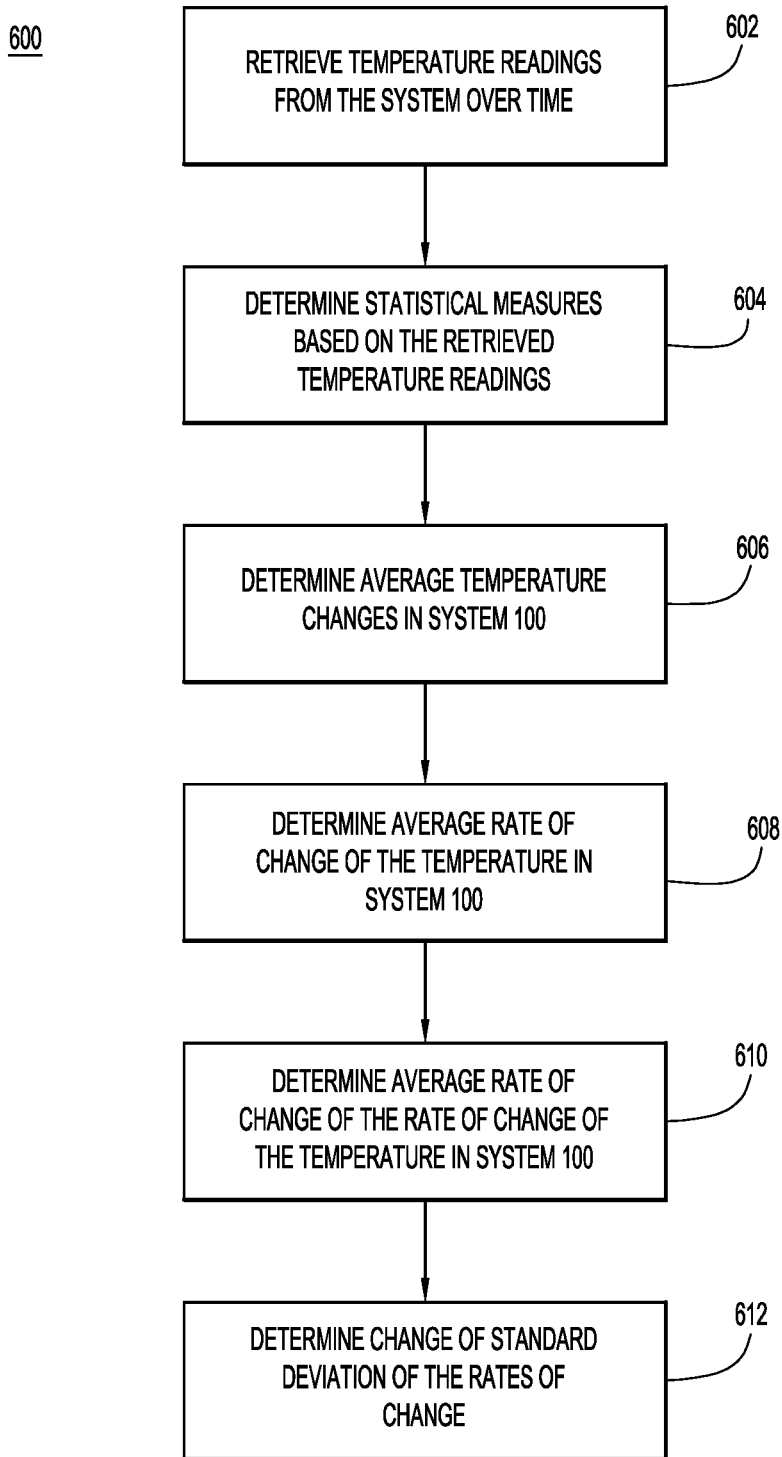 600
RETRIEVE TEMPERATURE READINGS
FROM THE SYSTEM OVER TIME
602
DETERMINE STATISTICAL MEASURES
BASED ON THE RETRIEVED
TEMPERATURE READINGS
604
DETERMINE AVERAGE TEMPERATURE
CHANGES IN SYSTEM 100
606
DETERMINE AVERAGE RATE OF
CHANGE OF THE TEMPERATURE IN
SYSTEM 100
608
DETERMINE AVERAGE RATE OF
CHANGE OF THE RATE OF CHANGE OF
THE TEMPERATURE IN SYSTEM 100
610
DETERMINE CHANGE OF STANDARD
DEVIATION OF THE RATES OF
CHANGE
612